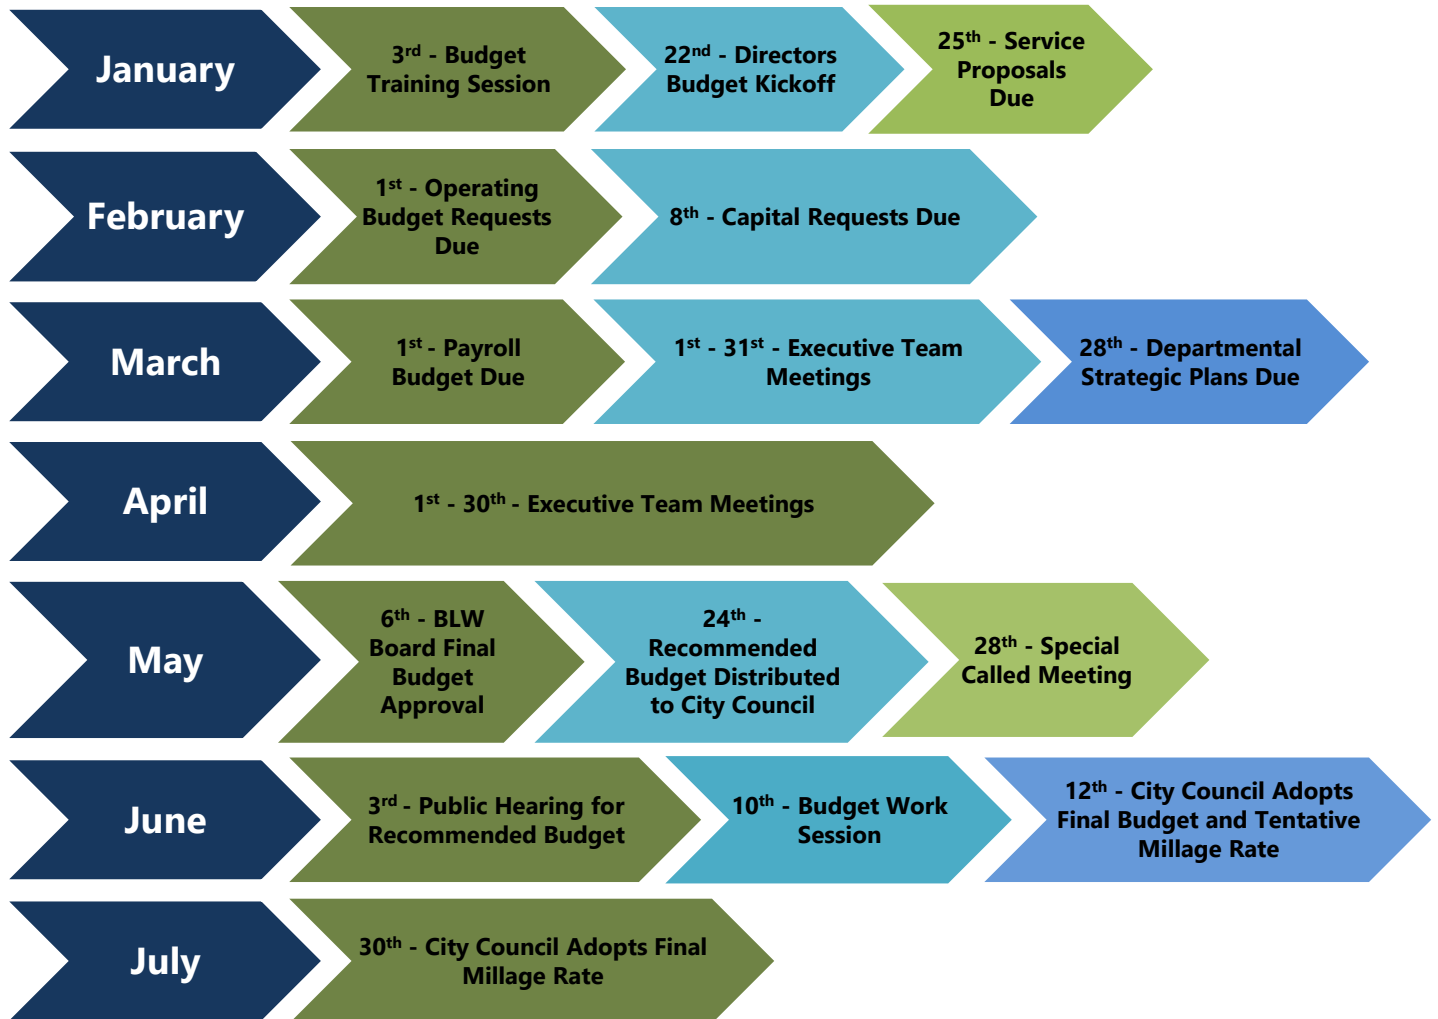 January
3rd - Budget
Training Session
22nd - Directors
Budget Kickoff
25th - Service
Proposals
Due
February
1st - Operating
Budget Requests
Due
8th - Capital Requests Due
March
1st - Payroll
Budget Due
1st - 31st - Executive Team
Meetings
28th - Departmental
Strategic Plans Due
April
1st - 30th - Executive Team Meetings
May
6th - BLW
Board Final
Budget
Approval
24th -
Recommended
Budget Distributed
to City Council
28th - Special
Called Meeting
June
3rd - Public Hearing for
Recommended Budget
10th - Budget Work
Session
12th - City Council Adopts
Final Budget and Tentative
Millage Rate
July
30th - City Council Adopts Final
Millage Rate